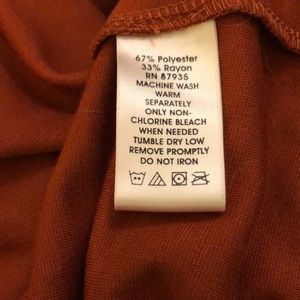 67% Polyester
33% Rayon
RN 87935
MACHINE WASH
WARM
SEPARATELY
ONLY NON-
CHLORINE BLEACH
WHEN NEEDED
TUMBLE DRY LOW
REMOVE PROMPTLY
DO NOT IRON